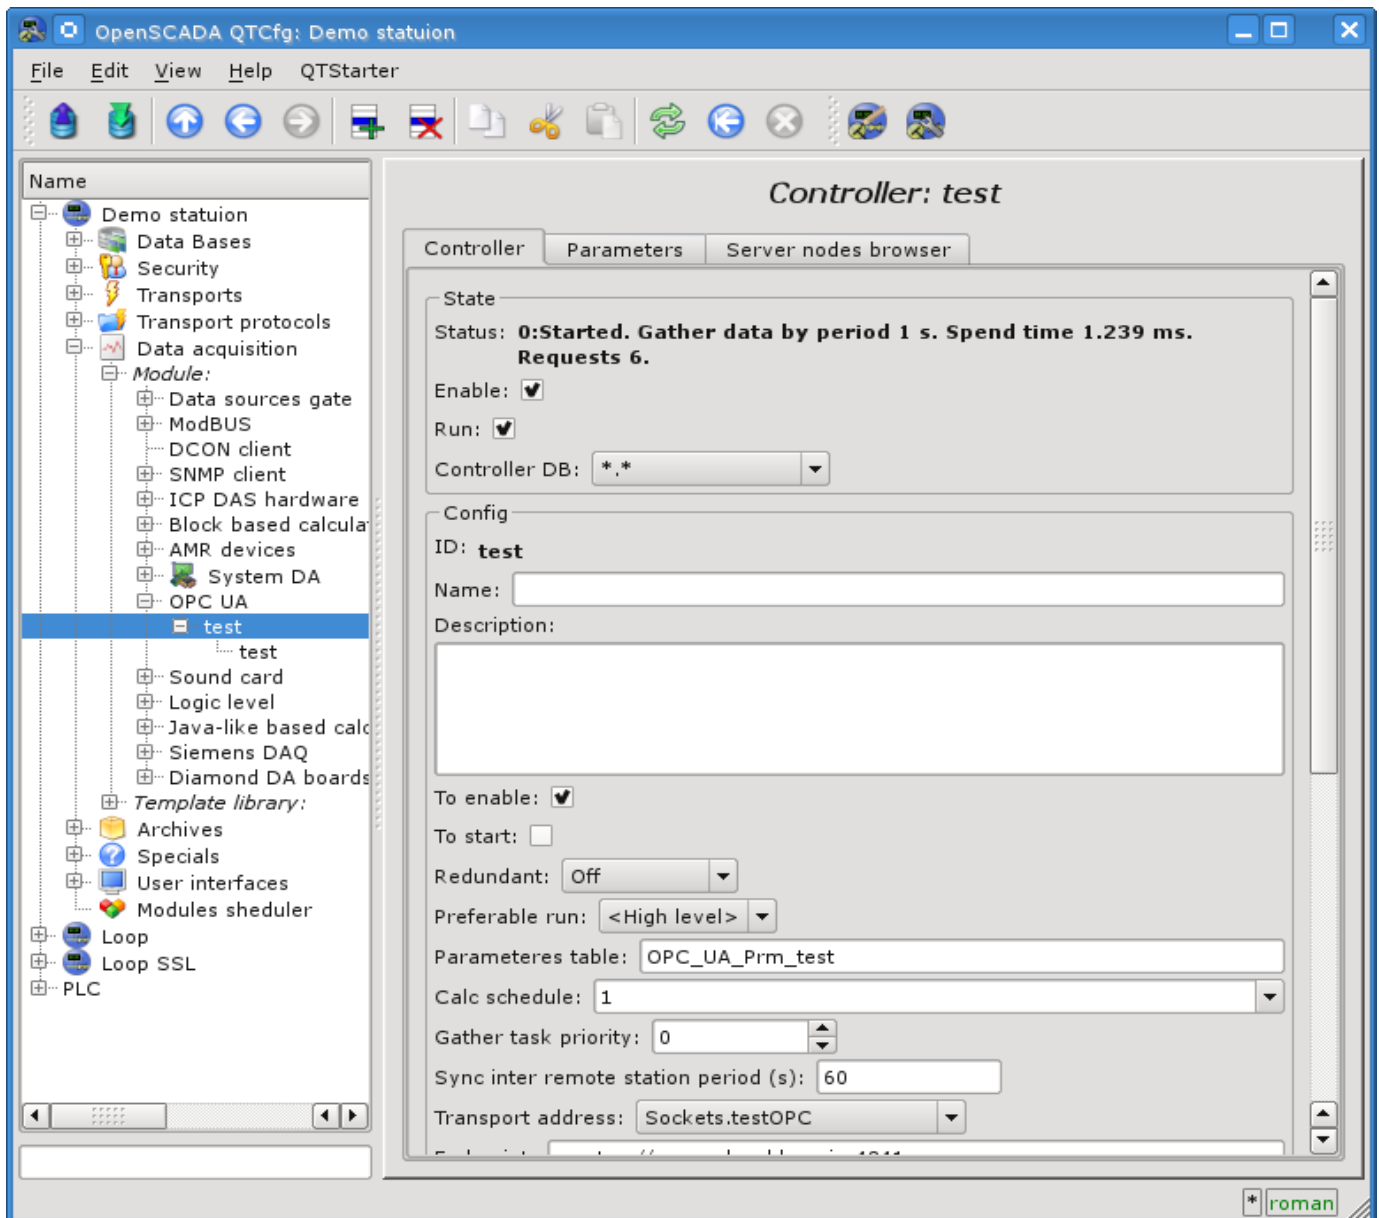 OpenSCADA QTCfg: Demo statuion
File Edit View Help QTStarter
Name
Demo statuion
Data Bases
Security
Transports
Transport protocols
Data acquisition
Module:
Data sources gate
ModBUS
DCON client
SNMP client
ICP DAS hardware
Block based calcula
AMR devices
System DA
OPC UA
test
test
Sound card
Logic level
Java-like based calc
Siemens DAQ
Diamond DA boards
Template library:
Archives
Specials
User interfaces
Modules sheduler
Loop
Loop SSL
PLC
Controller: test
Controller Parameters Server nodes browser
State
Status: 0:Started. Gather data by period 1 s. Spend time 1.239 ms.
Requests 6.
Enable:
Run:
Controller DB: *.*
Config
ID: test
Name:
Description:
To enable:
To start:
Redundant: Off
Preferable run: <High level>
Parameteres table: OPC_UA_Prm_test
Calc schedule: 1
Gather task priority: 0
Sync inter remote station period (s): 60
Transport address: Sockets.testOPC
* roman